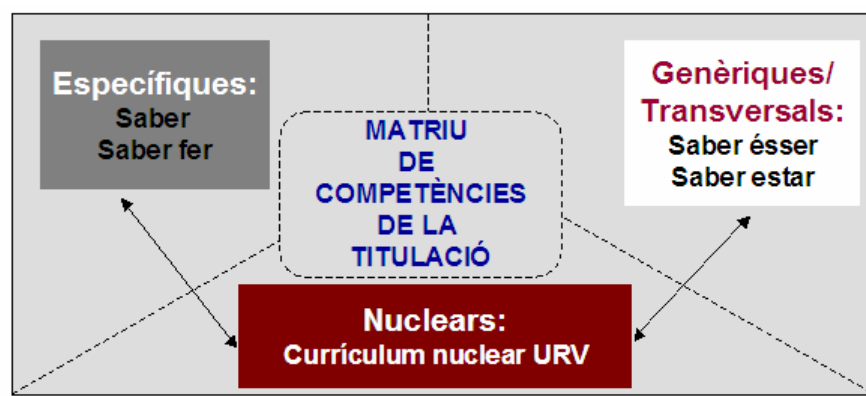 Específiques:
Saber
Saber fer
Genèriques/
Transversals:
Saber ésser
Saber estar
MATRIU
DE
COMPETÈNCIES
DE LA
TITULACIÓ
Nuclears:
Currículum nuclear URV